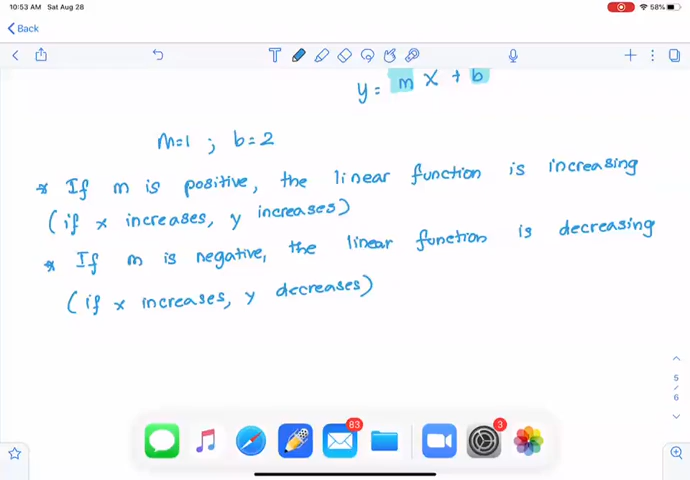 10:53 AM Sat Aug 28
58%
Back
y = m x + b
m=1 ; b=2
* If m is positive, the linear function is increasing
(if x increases, y increases)
* If m is negative, the linear function is decreasing
(if x increases, y decreases)
5
/
6
83
3